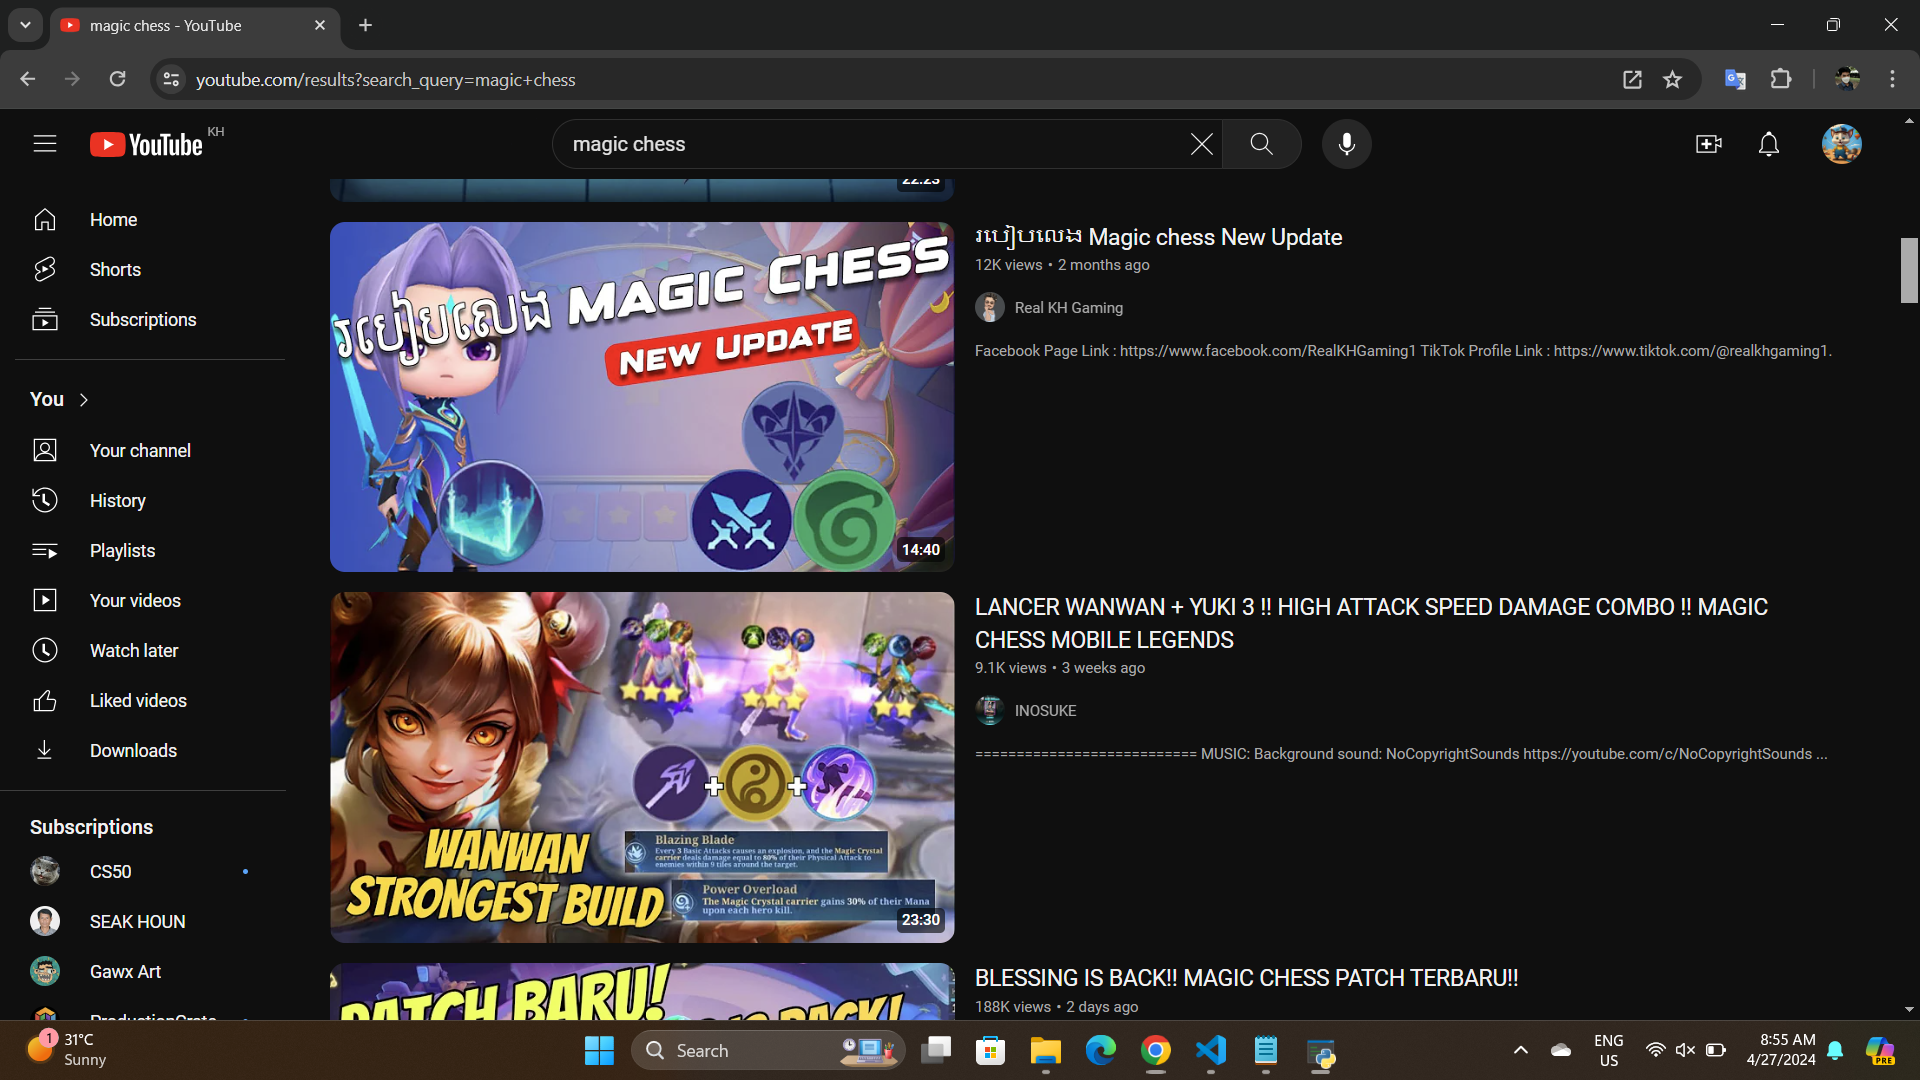 magic chess - YouTube
youtube.com/results?search_query=magic+chess
YouTube KH
magic chess
22:23
Home
Shorts
Subscriptions
You
Your channel
History
Playlists
Your videos
Watch later
Liked videos
Downloads
Subscriptions
CS50
SEAK HOUN
Gawx Art
ProductionCrate
របៀបលេង MAGIC CHESS
NEW UPDATE
14:40
របៀបលេង Magic chess New Update
12K views • 2 months ago
Real KH Gaming
Facebook Page Link : https://www.facebook.com/RealKHGaming1 TikTok Profile Link : https://www.tiktok.com/@realkhgaming1.
WANWAN
STRONGEST BUILD
Blazing Blade
Every 3 Basic Attacks causes an explosion, and the Magic Crystal
carrier deals damage equal to 80% of their Physical Attack to
enemies within 9 tiles around the target.
Power Overload
The Magic Crystal carrier gains 30% of their Mana
upon each hero kill.
23:30
LANCER WANWAN + YUKI 3 !! HIGH ATTACK SPEED DAMAGE COMBO !! MAGIC
CHESS MOBILE LEGENDS
9.1K views • 3 weeks ago
INOSUKE
=========================== MUSIC: Background sound: NoCopyrightSounds https://youtube.com/c/NoCopyrightSounds ...
PATCH BARU!
BACK!
BLESSING IS BACK!! MAGIC CHESS PATCH TERBARU!!
188K views • 2 days ago
1
31°C
Sunny
Search
PRE
ENG
US
8:55 AM
4/27/2024